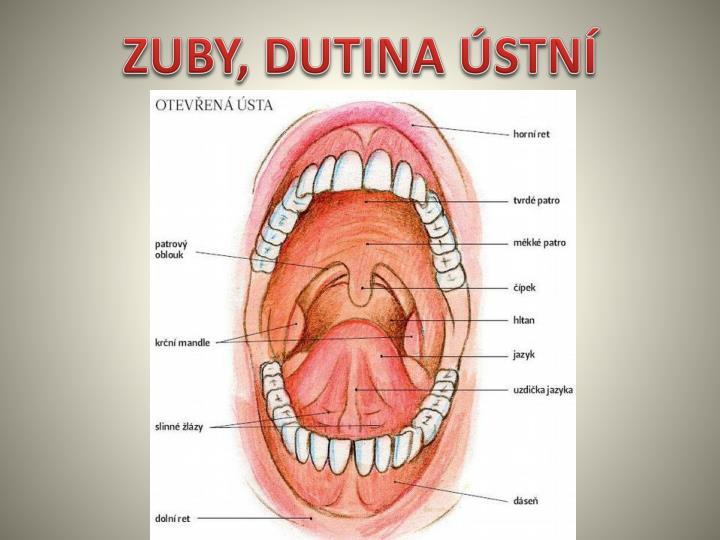 ZUBY, DUTINA ÚSTNÍ
OTEVŘENÁ ÚSTA
horní ret
tvrdé patro
měkké patro
patrový
oblouk
čípek
hltan
krční mandle
jazyk
uzdička jazyka
slinné žlázy
dáseň
dolní ret